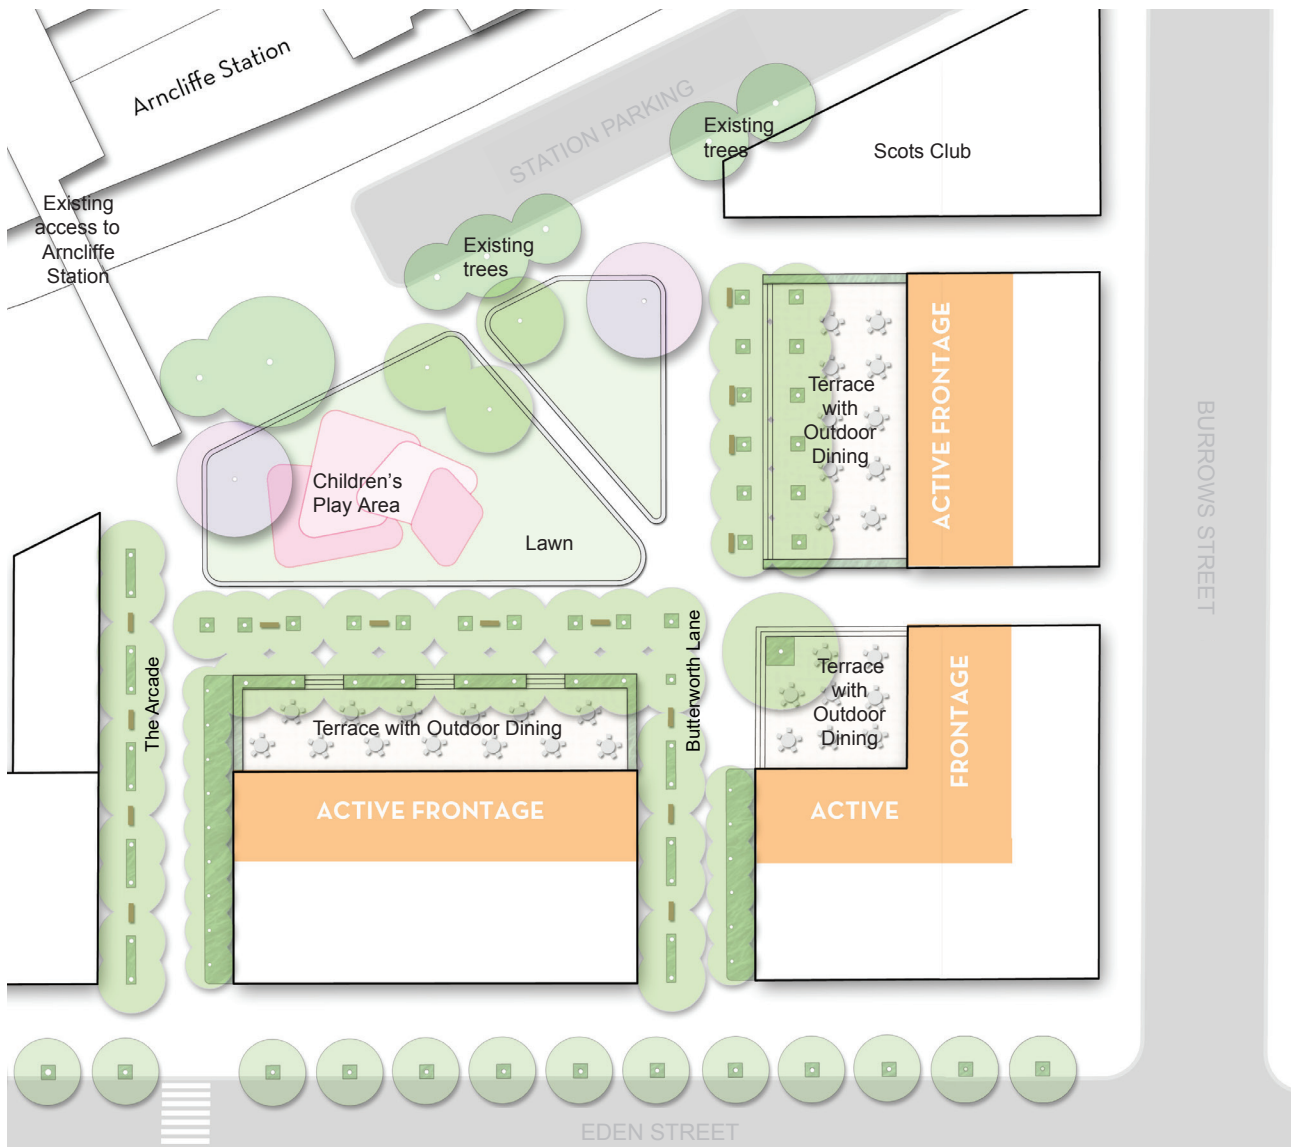 Arncliffe Station
STATION PARKING
Existing
trees
Scots Club
Existing
access to
Arncliffe
Station
Existing
trees
ACTIVE FRONTAGE
Terrace
with
Outdoor
Dining
BURROWS STREET
Children's
Play Area
Lawn
The Arcade
Butterworth Lane
Terrace
with
Outdoor
Dining
FRONTAGE
Terrace with Outdoor Dining
ACTIVE FRONTAGE
ACTIVE
EDEN STREET